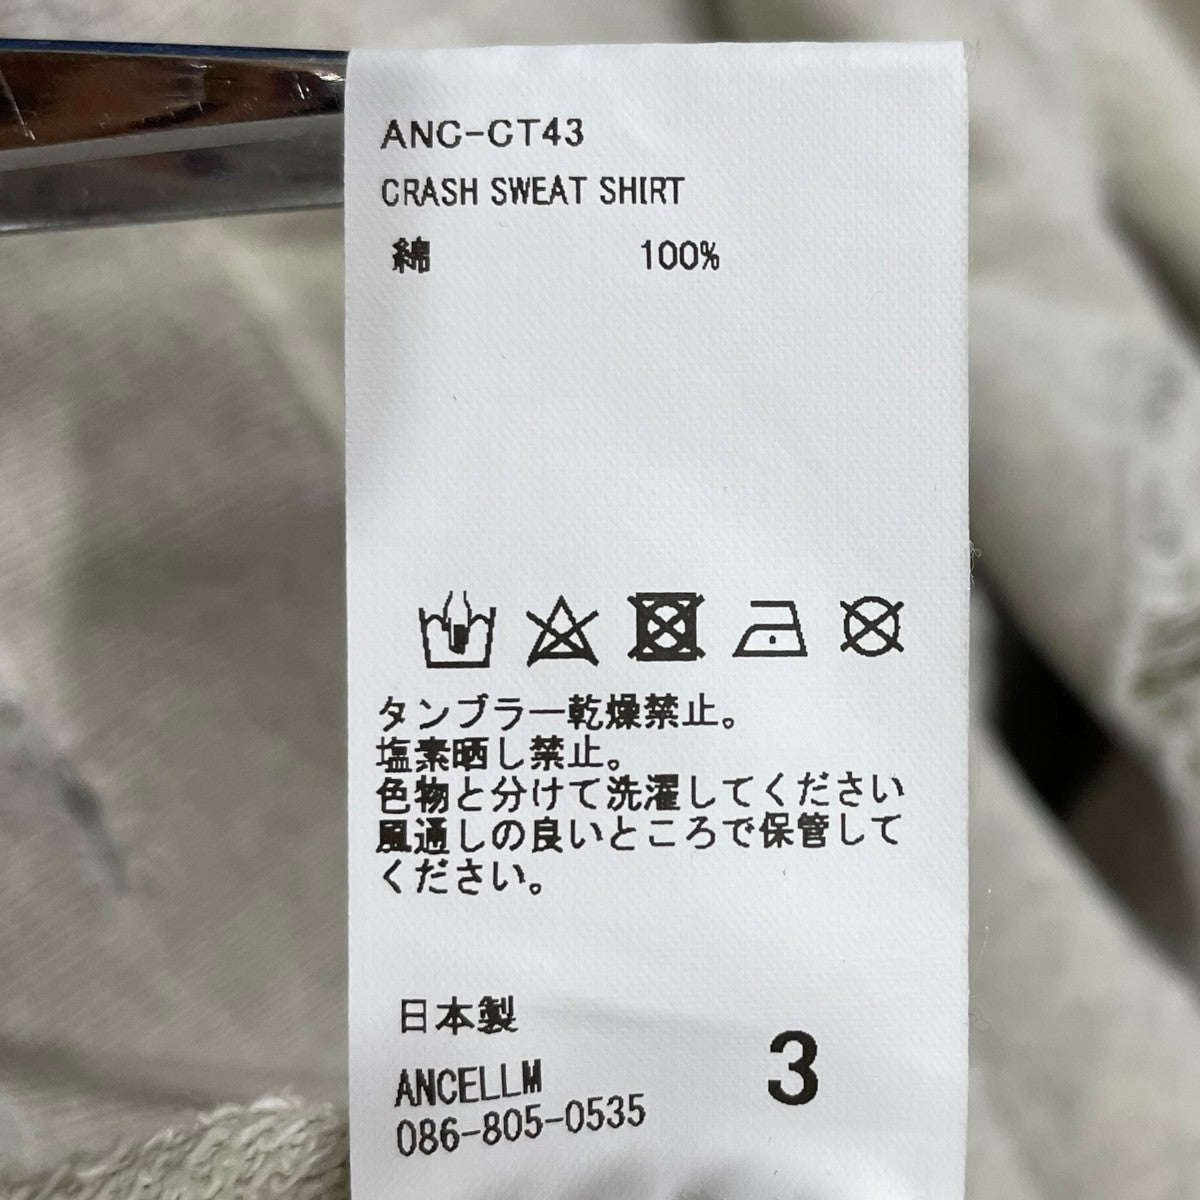 ANC-CT43
CRASH SWEAT SHIRT
綿 100%
タンブラー乾燥禁止。
塩素晒し禁止。
色物と分けて洗濯してください
風通しの良いところで保管して
ください。
日本製
ANCELLM
086-805-0535
3